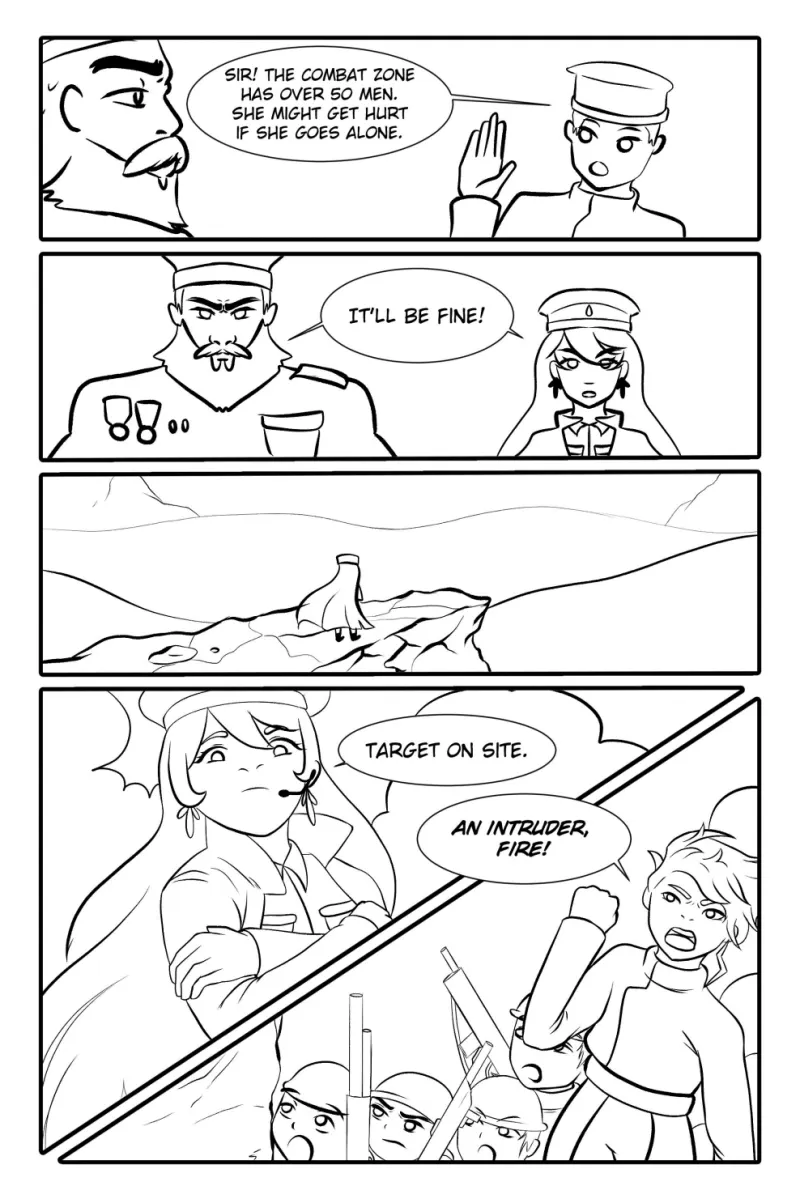 SIR! THE COMBAT ZONE
HAS OVER 50 MEN.
SHE MIGHT GET HURT
IF SHE GOES ALONE.
IT'LL BE FINE!
TARGET ON SITE.
AN INTRUDER,
FIRE!